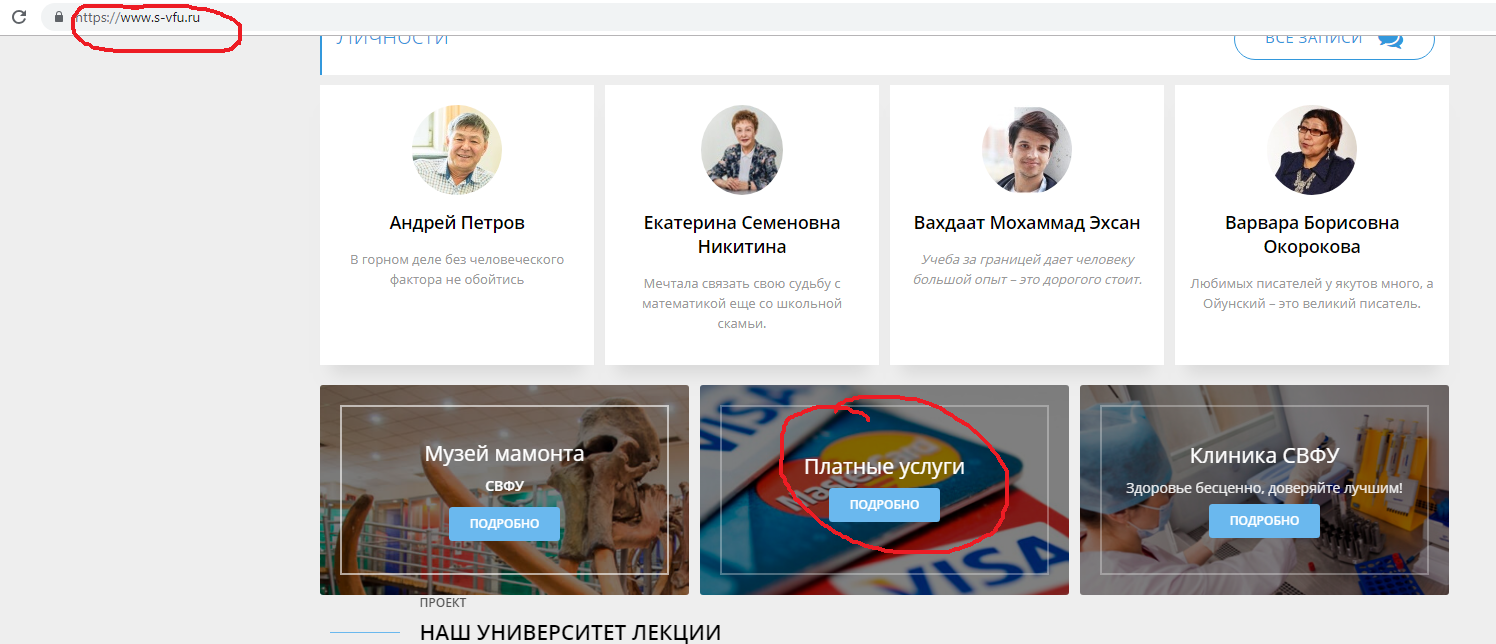 https://www.s-vfu.ru
ЛИЧНОСТИ
ВСЕ ЗАПИСИ
Андрей Петров
В горном деле без человеческого
фактора не обойтись
Екатерина Семеновна
Никитина
Мечтала связать свою судьбу с
математикой еще со школьной
скамьи.
Вахдаат Мохаммад Эхсан
Учеба за границей дает человеку
большой опыт – это дорогого стоит.
Варвара Борисовна
Окорокова
Любимых писателей у якутов много, а
Ойунский – это великий писатель.
Музей мамонта
СВФУ
ПОДРОБНО
VISA
MasterCard
Платные услуги
ПОДРОБНО
VISA
Клиника СВФУ
Здоровье бесценно, доверяйте лучшим!
ПОДРОБНО
ПРОЕКТ
НАШ УНИВЕРСИТЕТ ЛЕКЦИИ